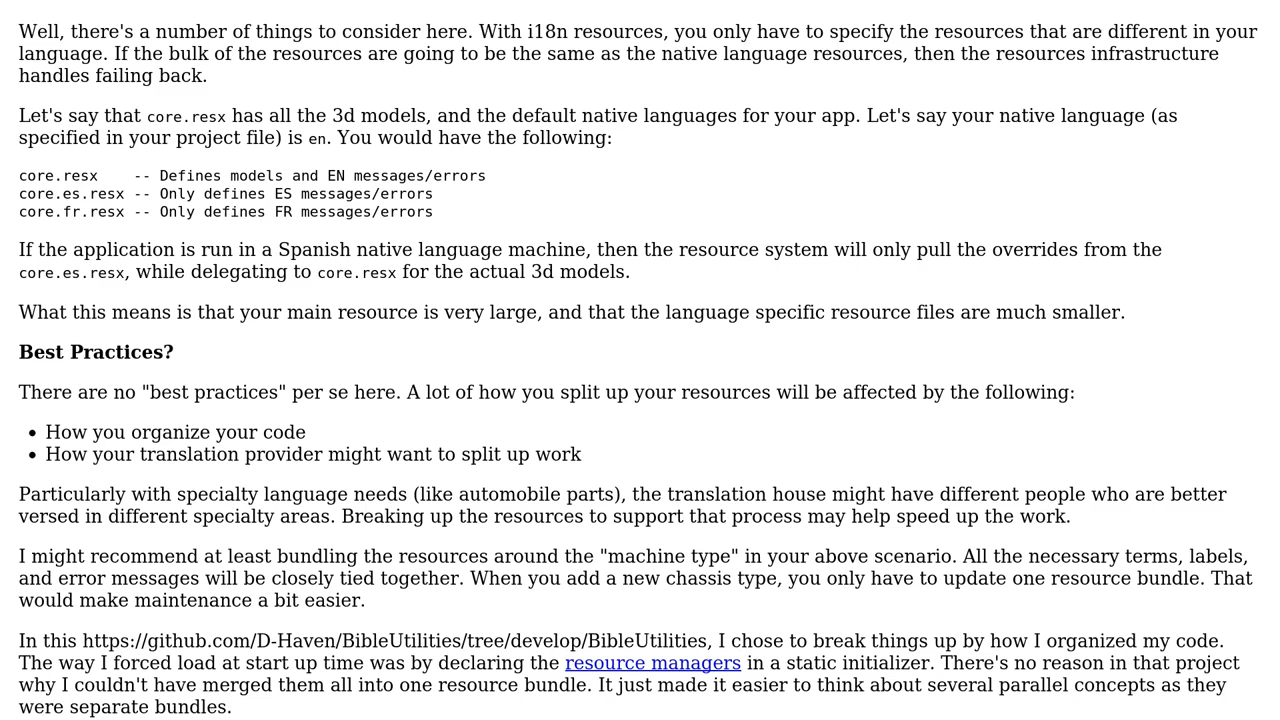 Well, there's a number of things to consider here. With i18n resources, you only have to specify the resources that are different in your
language. If the bulk of the resources are going to be the same as the native language resources, then the resources infrastructure
handles failing back.
Let's say that core.resx has all the 3d models, and the default native languages for your app. Let's say your native language (as
specified in your project file) is en. You would have the following:
core.resx    -- Defines models and EN messages/errors
core.es.resx -- Only defines ES messages/errors
core.fr.resx -- Only defines FR messages/errors
If the application is run in a Spanish native language machine, then the resource system will only pull the overrides from the
core.es.resx, while delegating to core.resx for the actual 3d models.
What this means is that your main resource is very large, and that the language specific resource files are much smaller.
Best Practices?
There are no "best practices" per se here. A lot of how you split up your resources will be affected by the following:
• How you organize your code
• How your translation provider might want to split up work
Particularly with specialty language needs (like automobile parts), the translation house might have different people who are better
versed in different specialty areas. Breaking up the resources to support that process may help speed up the work.
I might recommend at least bundling the resources around the "machine type" in your above scenario. All the necessary terms, labels,
and error messages will be closely tied together. When you add a new chassis type, you only have to update one resource bundle. That
would make maintenance a bit easier.
In this https://github.com/D-Haven/BibleUtilities/tree/develop/BibleUtilities, I chose to break things up by how I organized my code.
The way I forced load at start up time was by declaring the resource managers in a static initializer. There's no reason in that project
why I couldn't have merged them all into one resource bundle. It just made it easier to think about several parallel concepts as they
were separate bundles.